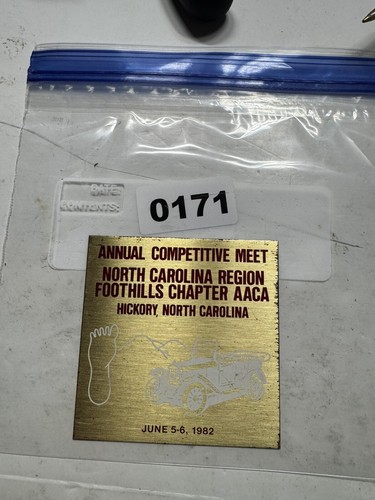 DATE:
CONTENTS:
0171
ANNUAL COMPETITIVE MEET
NORTH CAROLINA REGION
FOOTHILLS CHAPTER AACA
HICKORY, NORTH CAROLINA
JUNE 5-6, 1982